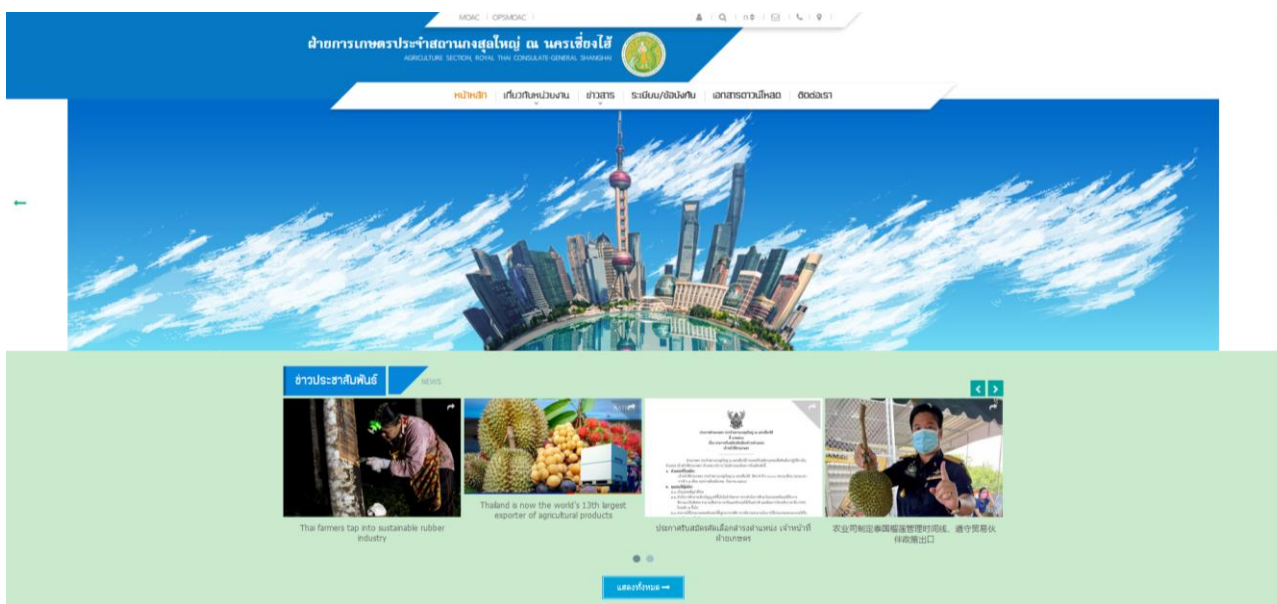 MOAC
OPSMOAC
ก ฮ
ฝ่ายการเกษตรประจำสถานกงสุลใหญ่ ณ นครเซี่ยงไฮ้
AGRICULTURE SECTION, ROYAL THAI CONSULATE-GENERAL SHANGHAI
หน้าหลัก
เกี่ยวกับหน่วยงาน
ข่าวสาร
ระเบียบ/ข้อบังคับ
เอกสารดาวน์โหลด
ติดต่อเรา
ข่าวประชาสัมพันธ์
NEWS
Thai farmers tap into sustainable rubber
industry
Thailand is now the world's 13th largest
exporter of agricultural products
ประกาศรับสมัครคัดเลือกสำรงตำแหน่ง เจ้าหน้าที่
ฝ่ายเกษตร
农业司制定泰国榴莲管理时间线、遵守贸易伙
伴政策出口
แสดงทั้งหมด